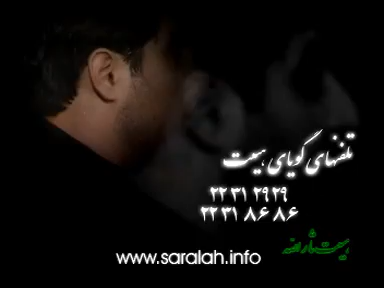 تلفنهای گویای هیئت
۲۲۳۱ ۲۹۲۹
۲۲۳۱ ۸۶۸۶
هیئت ثارالله
www.saralah.info